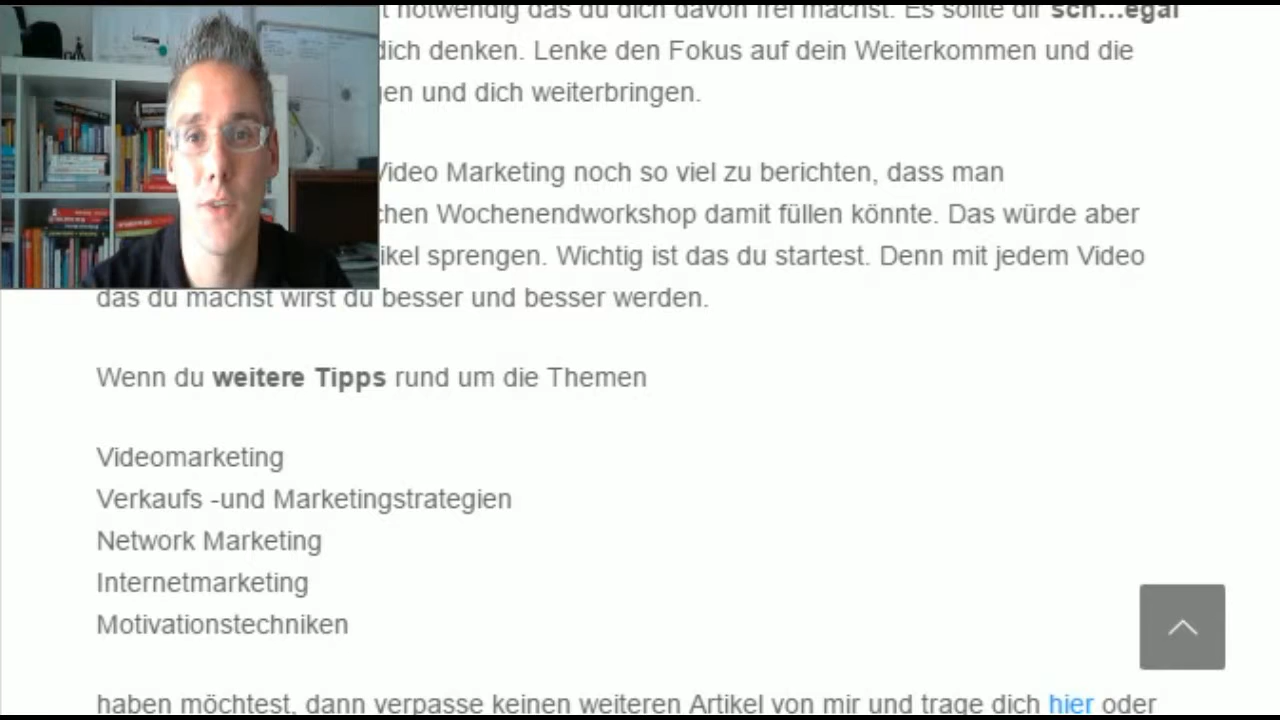 notwendig das du dich davon frei machst. Es sollte dir sch...egal
dich denken. Lenke den Fokus auf dein Weiterkommen und die
gen und dich weiterbringen.
Video Marketing noch so viel zu berichten, dass man
chen Wochenendworkshop damit füllen könnte. Das würde aber
ikel sprengen. Wichtig ist das du startest. Denn mit jedem Video
das du machst wirst du besser und besser werden.
Wenn du weitere Tipps rund um die Themen
Videomarketing
Verkaufs -und Marketingstrategien
Network Marketing
Internetmarketing
Motivationstechniken
haben möchtest, dann verpasse keinen weiteren Artikel von mir und trage dich hier oder